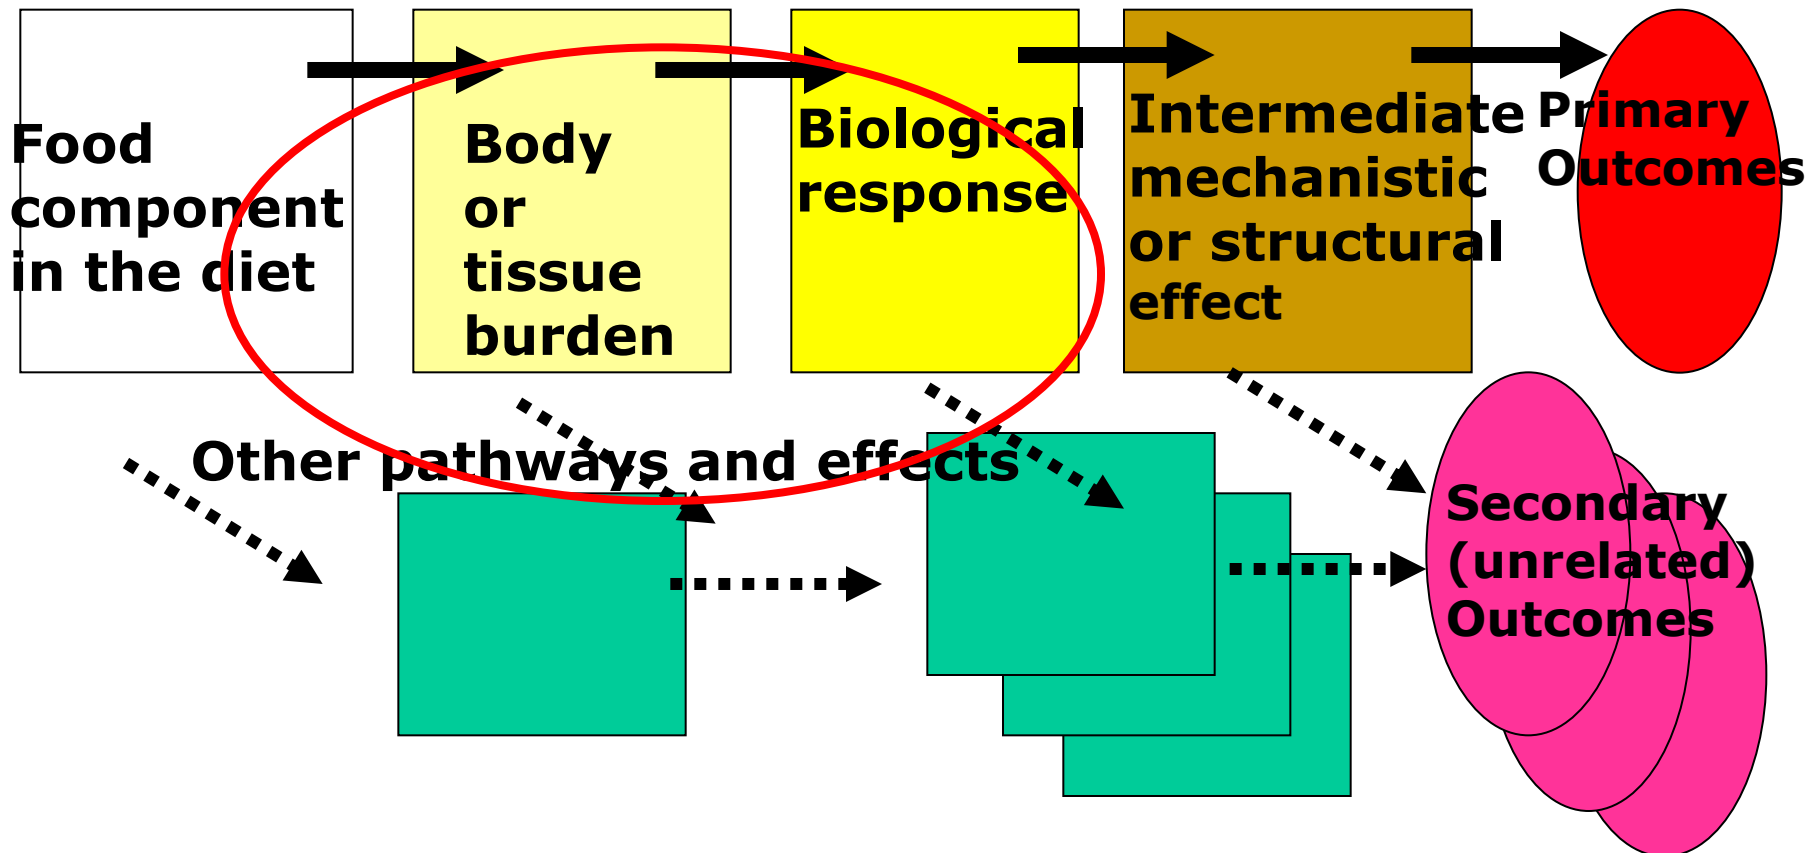 Food
component
in the diet
Body
or
tissue
burden
Biological
response
Intermediate
mechanistic
or structural
effect
Primary
Outcomes
Other pathways and effects
Secondary
(unrelated)
Outcomes